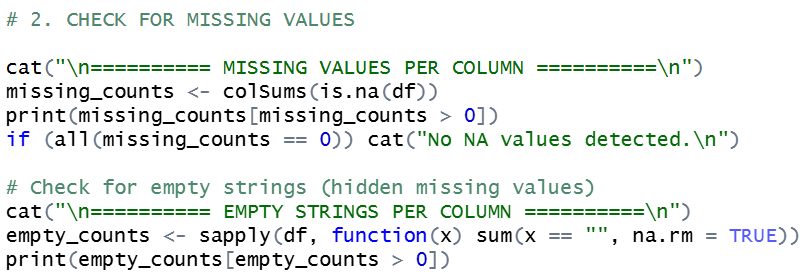 # 2. CHECK FOR MISSING VALUES
cat("\n========== MISSING VALUES PER COLUMN ==========\n")
missing_counts <- colSums(is.na(df))
print(missing_counts[missing_counts > 0])
if (all(missing_counts == 0)) cat("No NA values detected.\n")
# Check for empty strings (hidden missing values)
cat("\n========== EMPTY STRINGS PER COLUMN ==========\n")
empty_counts <- sapply(df, function(x) sum(x == "", na.rm = TRUE))
print(empty_counts[empty_counts > 0])